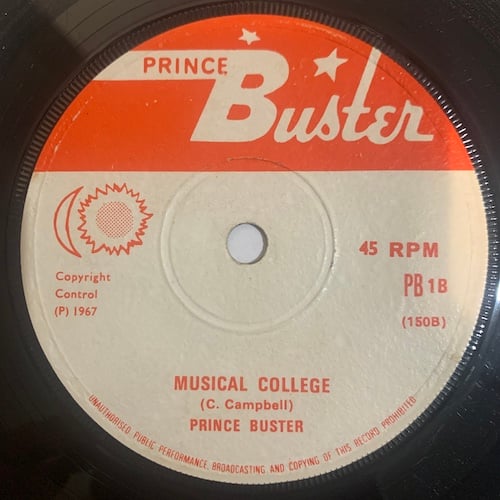 PRINCE
Buster
45 RPM
PB 1B
(150B)
Copyright
Control
(P) 1967
MUSICAL COLLEGE
(C. Campbell)
PRINCE BUSTER
UNAUTHORISED PUBLIC PERFORMANCE, BROADCASTING AND COPYING OF THIS RECORD PROHIBITED